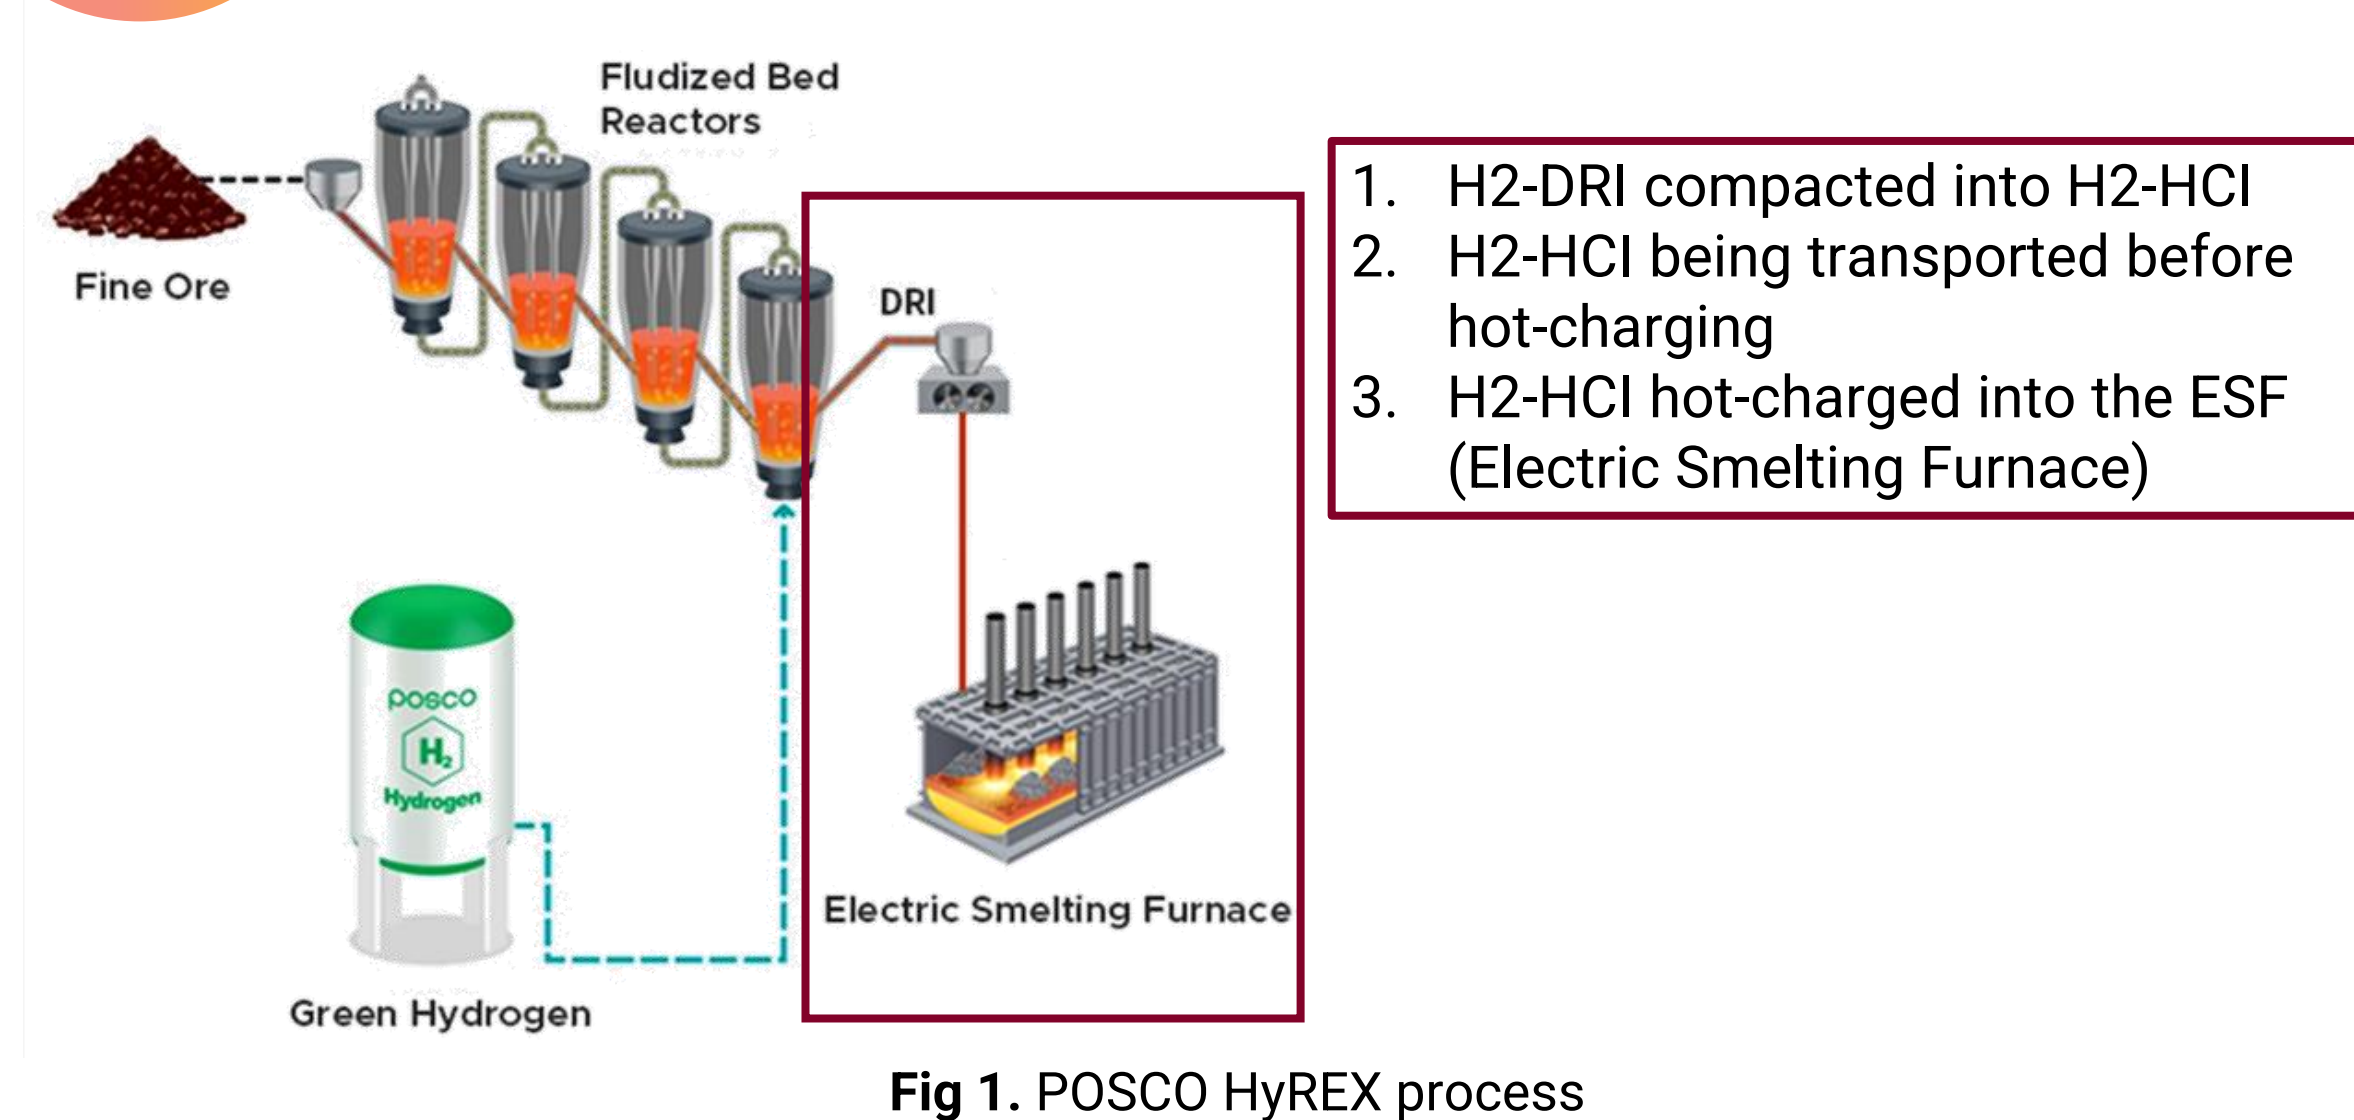 Fludized Bed
Reactors
Fine Ore
DRI
1. H2-DRI compacted into H2-HCI
2. H2-HCI being transported before
hot-charging
3. H2-HCI hot-charged into the ESF
(Electric Smelting Furnace)
posco
H₂
Hydrogen
Electric Smelting Furnace
Green Hydrogen
Fig 1. POSCO HyREX process